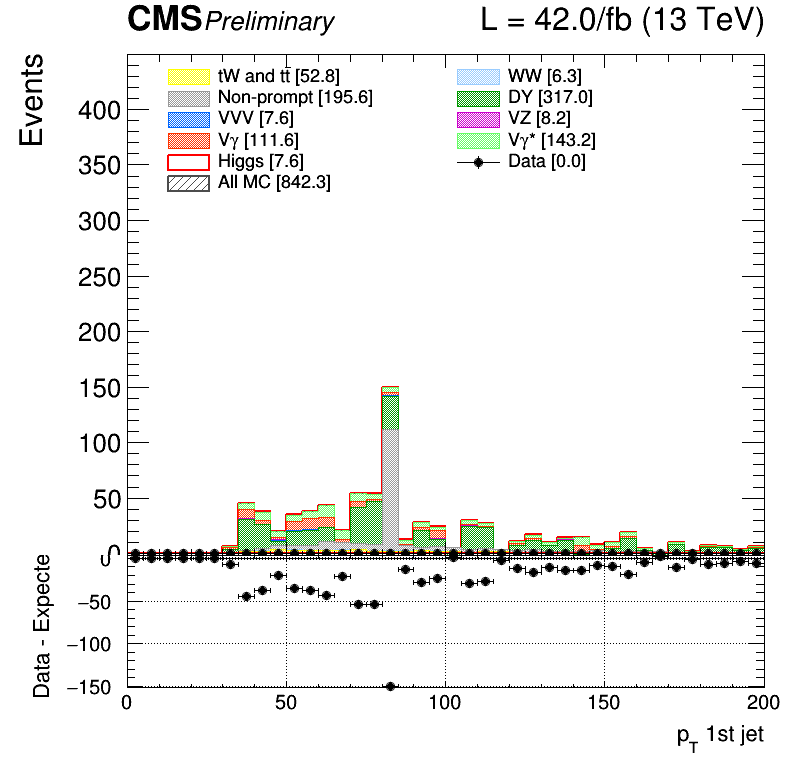 CMS Preliminary L = 42.0/fb (13 TeV)
Events
tW and tt̄ [52.8] WW [6.3]
Non-prompt [195.6] DY [317.0]
VVV [7.6] VZ [8.2]
Vγ [111.6] Vγ* [143.2]
Higgs [7.6] Data [0.0]
All MC [842.3]
400
350
300
250
200
150
100
50
0
Data - Expecte
0
−50
−100
−150
0 50 100 150 200
p_T 1st jet